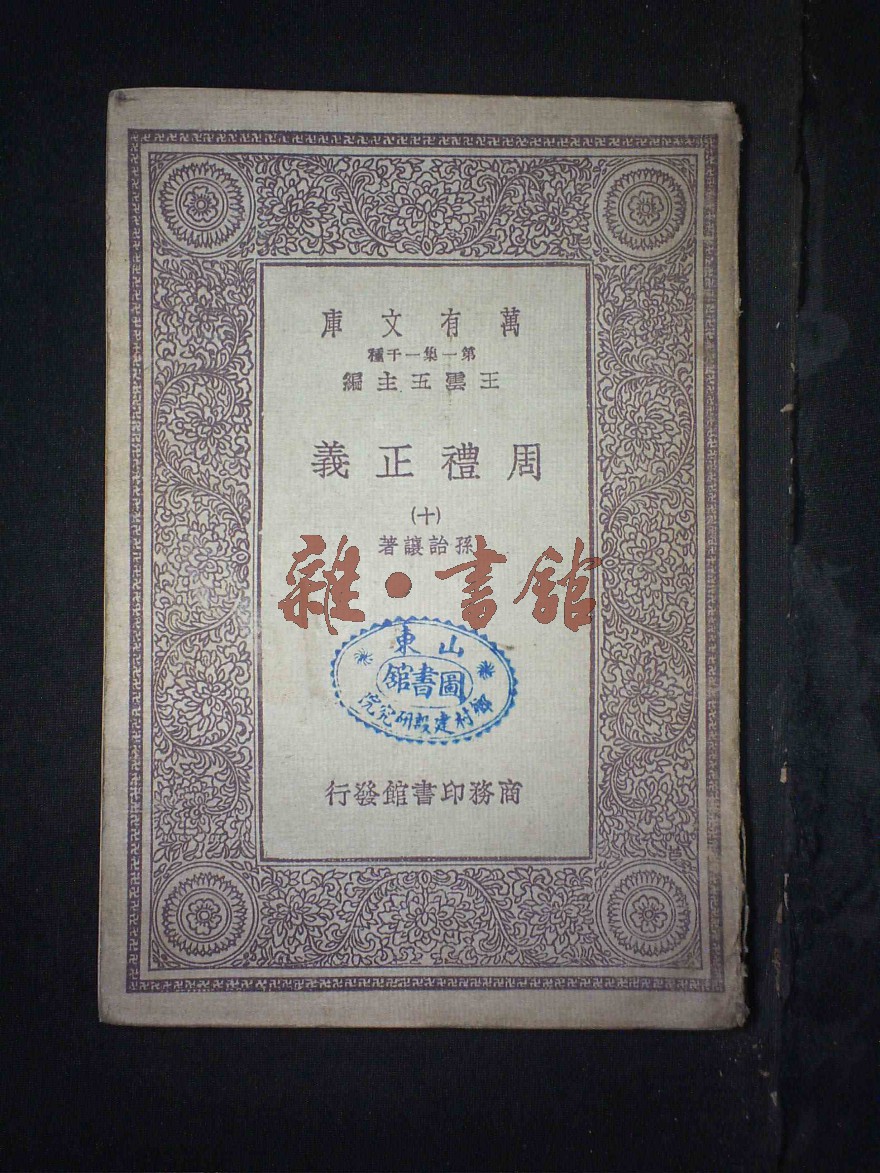 萬有文庫
第一集一千種
王雲五主編
周禮正義
(十)
孫詒讓著
雜·書館
山東
圖書館
鄉村建設研究院
商務印書館發行